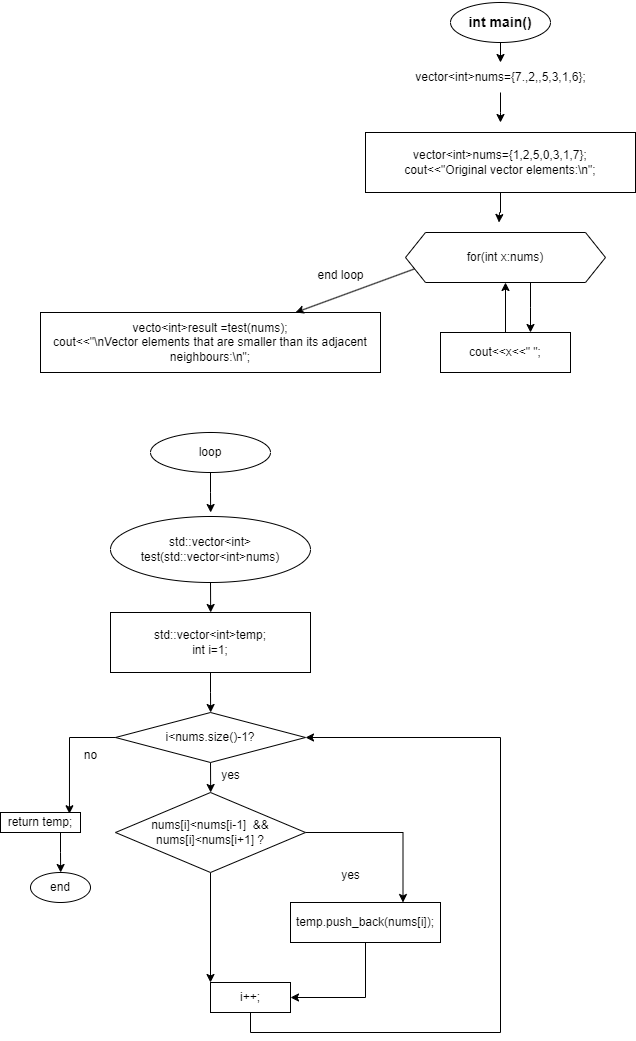 int main()
vector<int>nums={7.,2,,5,3,1,6};
vector<int>nums={1,2,5,0,3,1,7};
cout<<"Original vector elements:\n";
for(int x:nums)
end loop
vecto<int>result =test(nums);
cout<<"\nVector elements that are smaller than its adjacent
neighbours:\n";
cout<<x<<" ";
loop
std::vector<int>
test(std::vector<int>nums)
std::vector<int>temp;
int i=1;
i<nums.size()-1?
no
yes
return temp;
nums[i]<nums[i-1] &&
nums[i]<nums[i+1] ?
end
yes
temp.push_back(nums[i]);
i++;